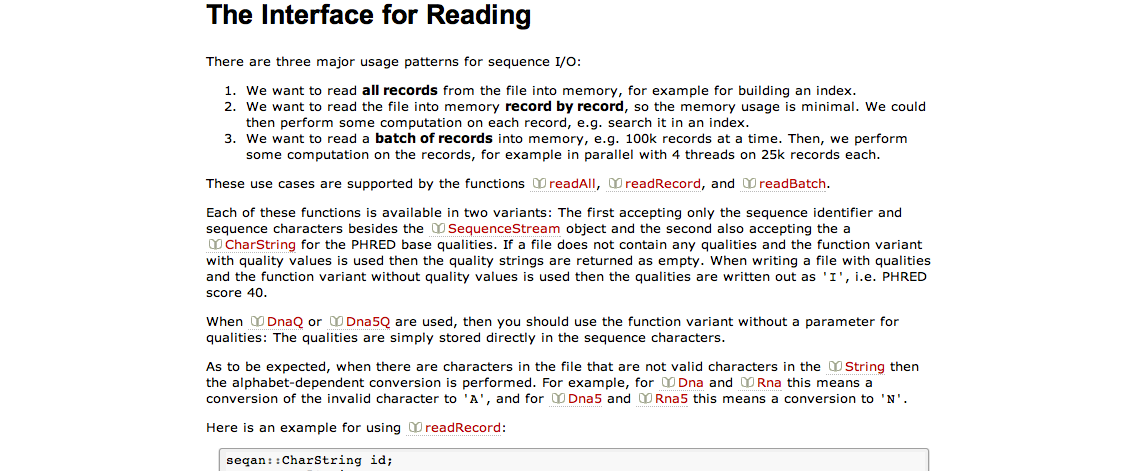 The Interface for Reading
There are three major usage patterns for sequence I/O:
1. We want to read all records from the file into memory, for example for building an index.
2. We want to read the file into memory record by record, so the memory usage is minimal. We could
then perform some computation on each record, e.g. search it in an index.
3. We want to read a batch of records into memory, e.g. 100k records at a time. Then, we perform
some computation on the records, for example in parallel with 4 threads on 25k records each.
These use cases are supported by the functions readAll, readRecord, and readBatch.
Each of these functions is available in two variants: The first accepting only the sequence identifier and
sequence characters besides the SequenceStream object and the second also accepting the a
CharString for the PHRED base qualities. If a file does not contain any qualities and the function variant
with quality values is used then the quality strings are returned as empty. When writing a file with qualities
and the function variant without quality values is used then the qualities are written out as 'I', i.e. PHRED
score 40.
When DnaQ or Dna5Q are used, then you should use the function variant without a parameter for
qualities: The qualities are simply stored directly in the sequence characters.
As to be expected, when there are characters in the file that are not valid characters in the String then
the alphabet-dependent conversion is performed. For example, for Dna and Rna this means a
conversion of the invalid character to 'A', and for Dna5 and Rna5 this means a conversion to 'N'.
Here is an example for using readRecord:
seqan::CharString id;